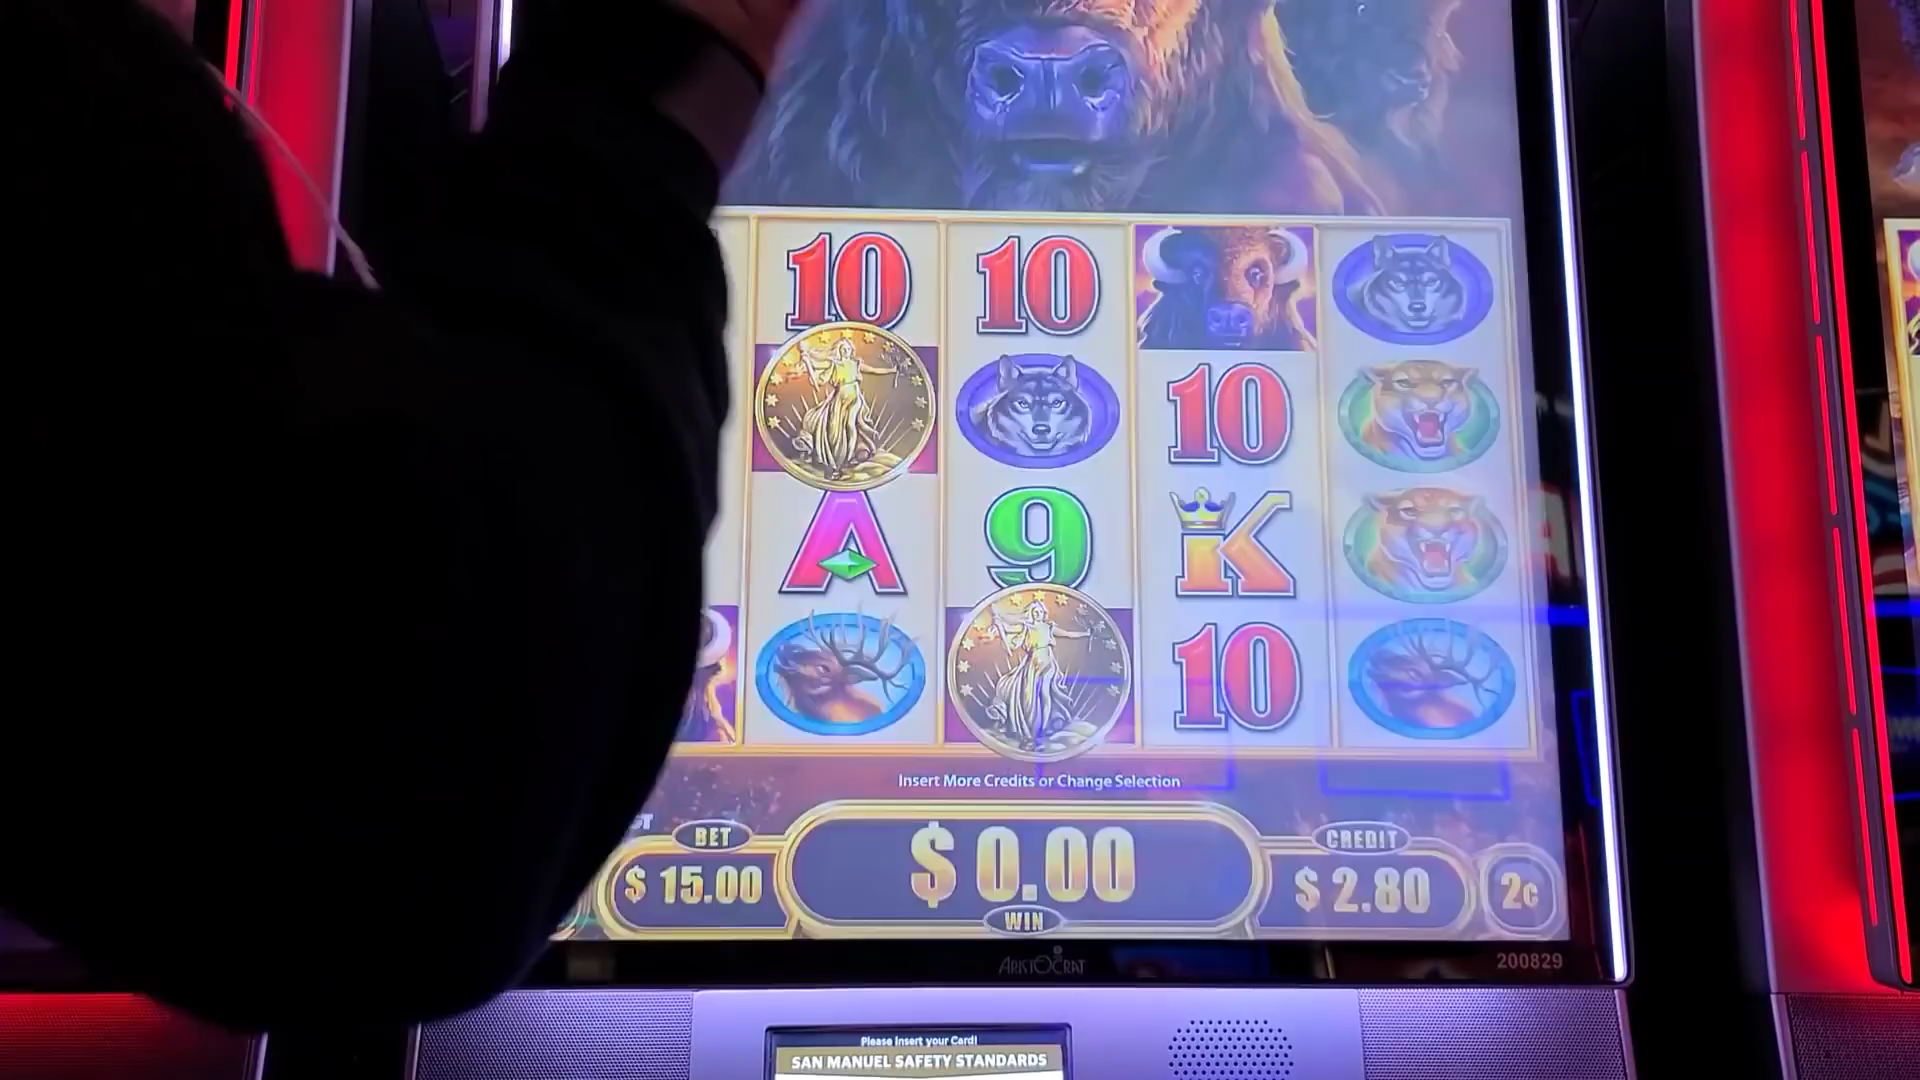 10 10
10
A 9 K
10
Insert More Credits or Change Selection
BET
$ 15.00
$ 0.00
WIN
CREDIT
$ 2.80
2¢
ARISTOCRAT
200829
Please Insert your Card!
SAN MANUEL SAFETY STANDARDS